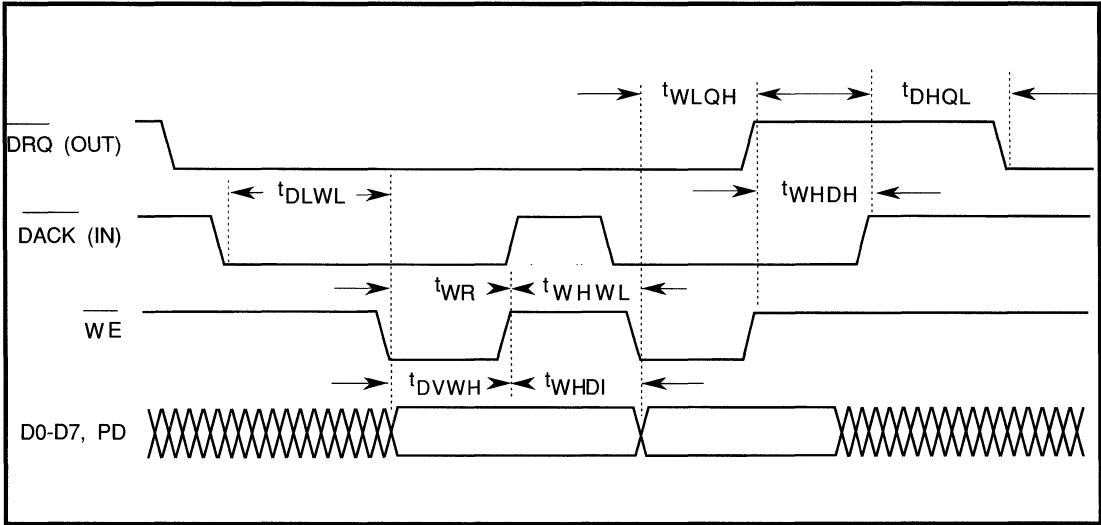 tWLQH
tDHQL
DRQ (OUT)
tDLWL
tWHDH
DACK (IN)
tWR
tWHWL
WE
tDVWH
tWHDI
D0-D7, PD